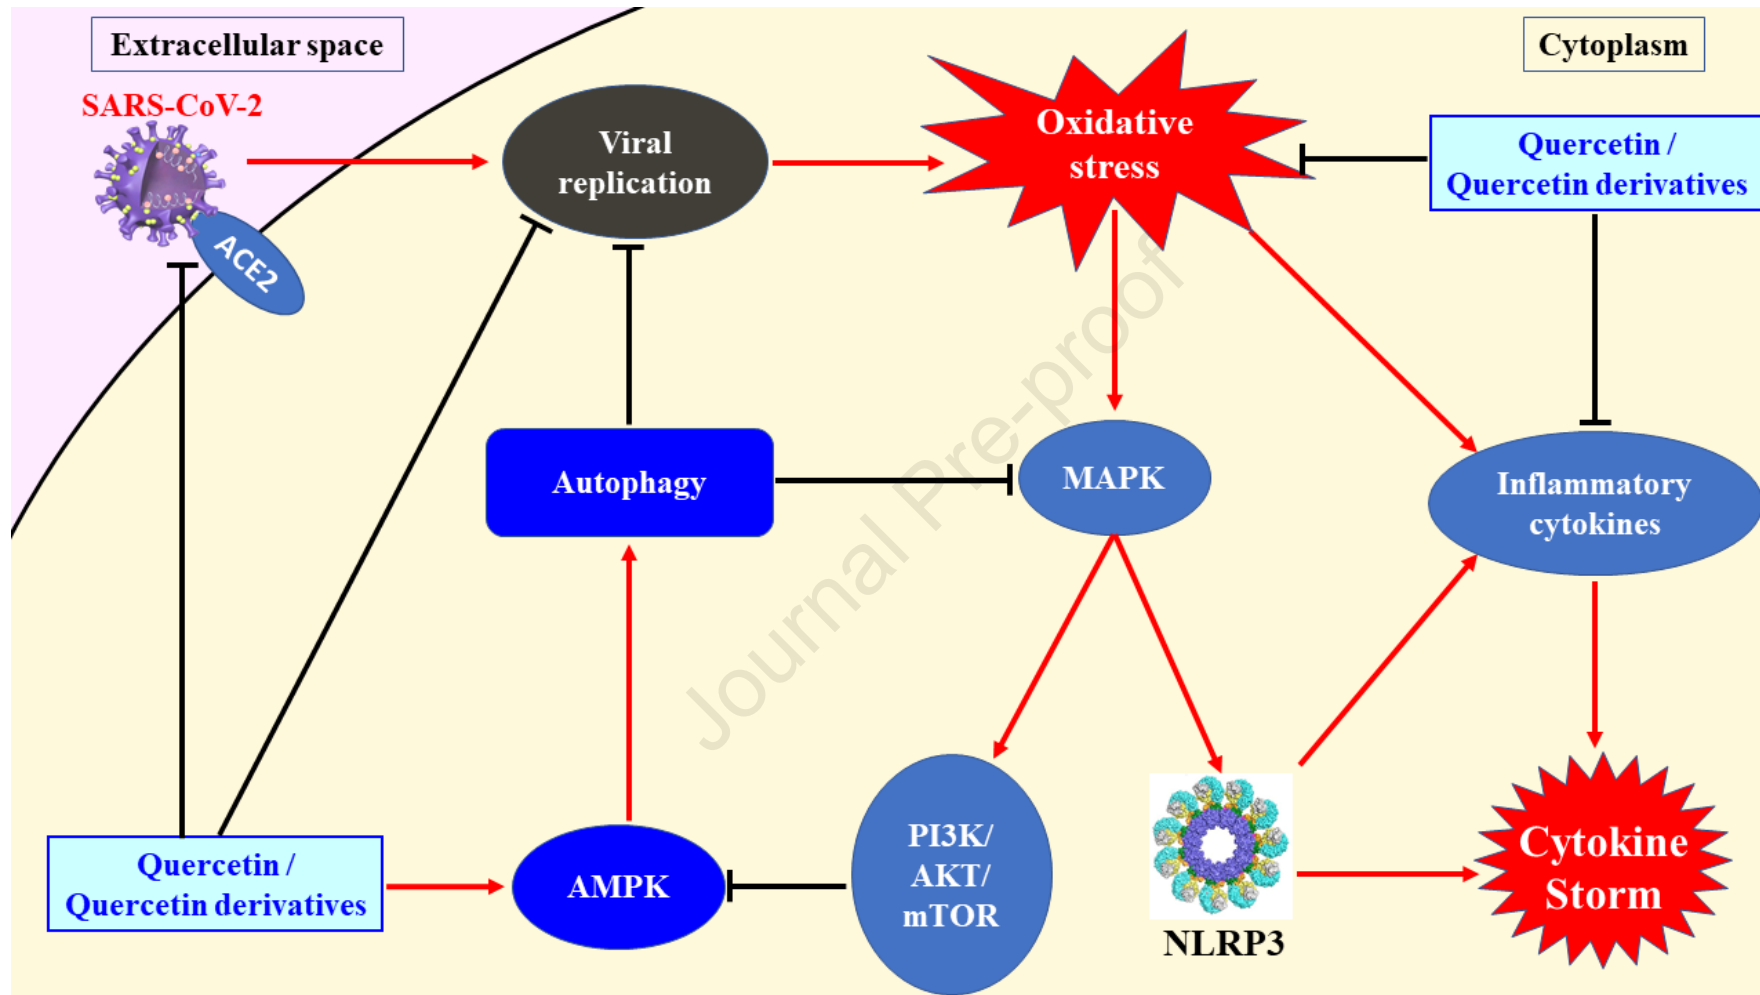 Extracellular space
Cytoplasm
SARS-CoV-2
ACE2
Viral
replication
Oxidative
stress
Quercetin /
Quercetin derivatives
Autophagy
MAPK
Inflammatory
cytokines
Journal Pre-proof
Quercetin /
Quercetin derivatives
AMPK
PI3K/
AKT/
mTOR
NLRP3
Cytokine
Storm